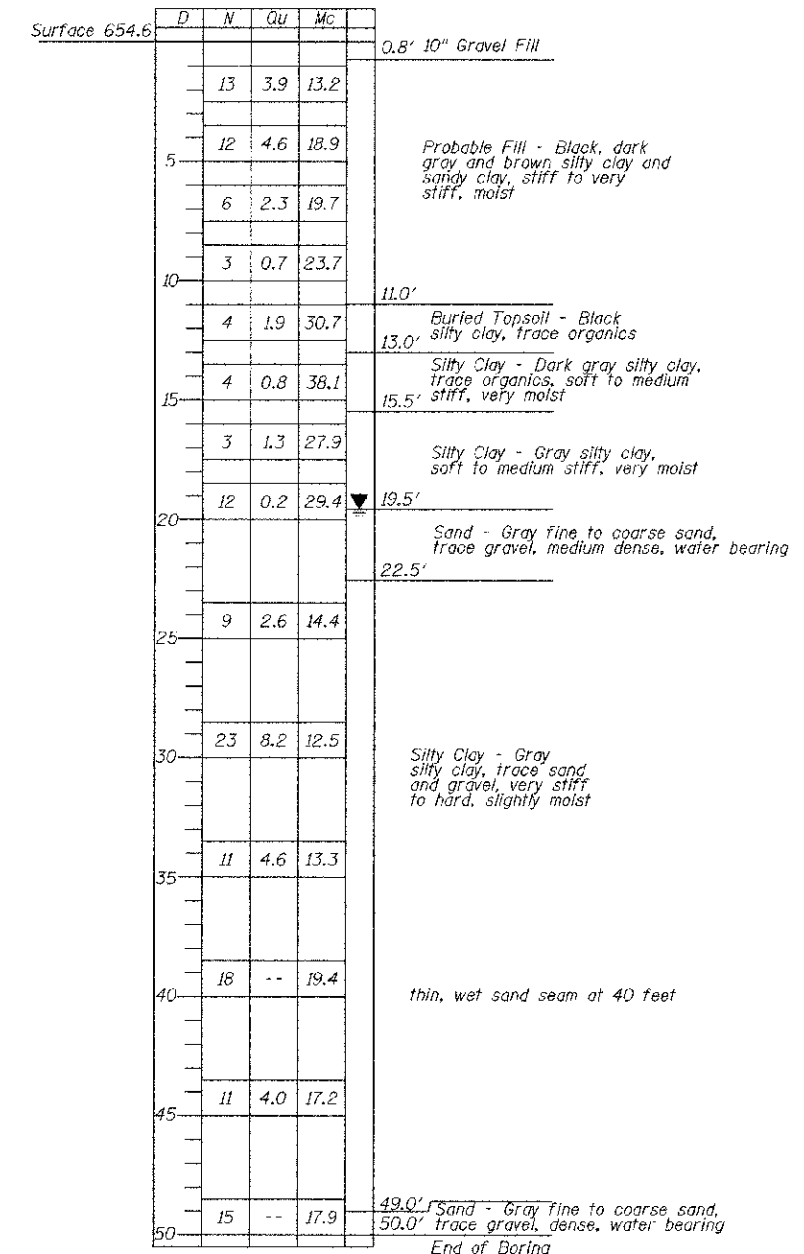 D N Qu Mc
Surface 654.6
0.8' 10" Gravel Fill
13 3.9 13.2
12 4.6 18.9
5
Probable Fill - Black, dark
gray and brown silty clay and
sandy clay, stiff to very
stiff, moist
6 2.3 19.7
3 0.7 23.7
10
11.0'
4 1.9 30.7
Buried Topsoil - Black
silty clay, trace organics
13.0'
Silty Clay - Dark gray silty clay,
trace organics, soft to medium
stiff, very moist
4 0.8 38.1
15
15.5'
3 1.3 27.9
Silty Clay - Gray silty clay,
soft to medium stiff, very moist
12 0.2 29.4
19.5'
20
Sand - Gray fine to coarse sand,
trace gravel, medium dense, water bearing
22.5'
9 2.6 14.4
25
23 8.2 12.5
30
Silty Clay - Gray
silty clay, trace sand
and gravel, very stiff
to hard, slightly moist
11 4.6 13.3
35
18 -- 19.4
40
thin, wet sand seam at 40 feet
11 4.0 17.2
45
49.0'
Sand - Gray fine to coarse sand,
trace gravel, dense, water bearing
15 -- 17.9
50.0'
50
End of Boring